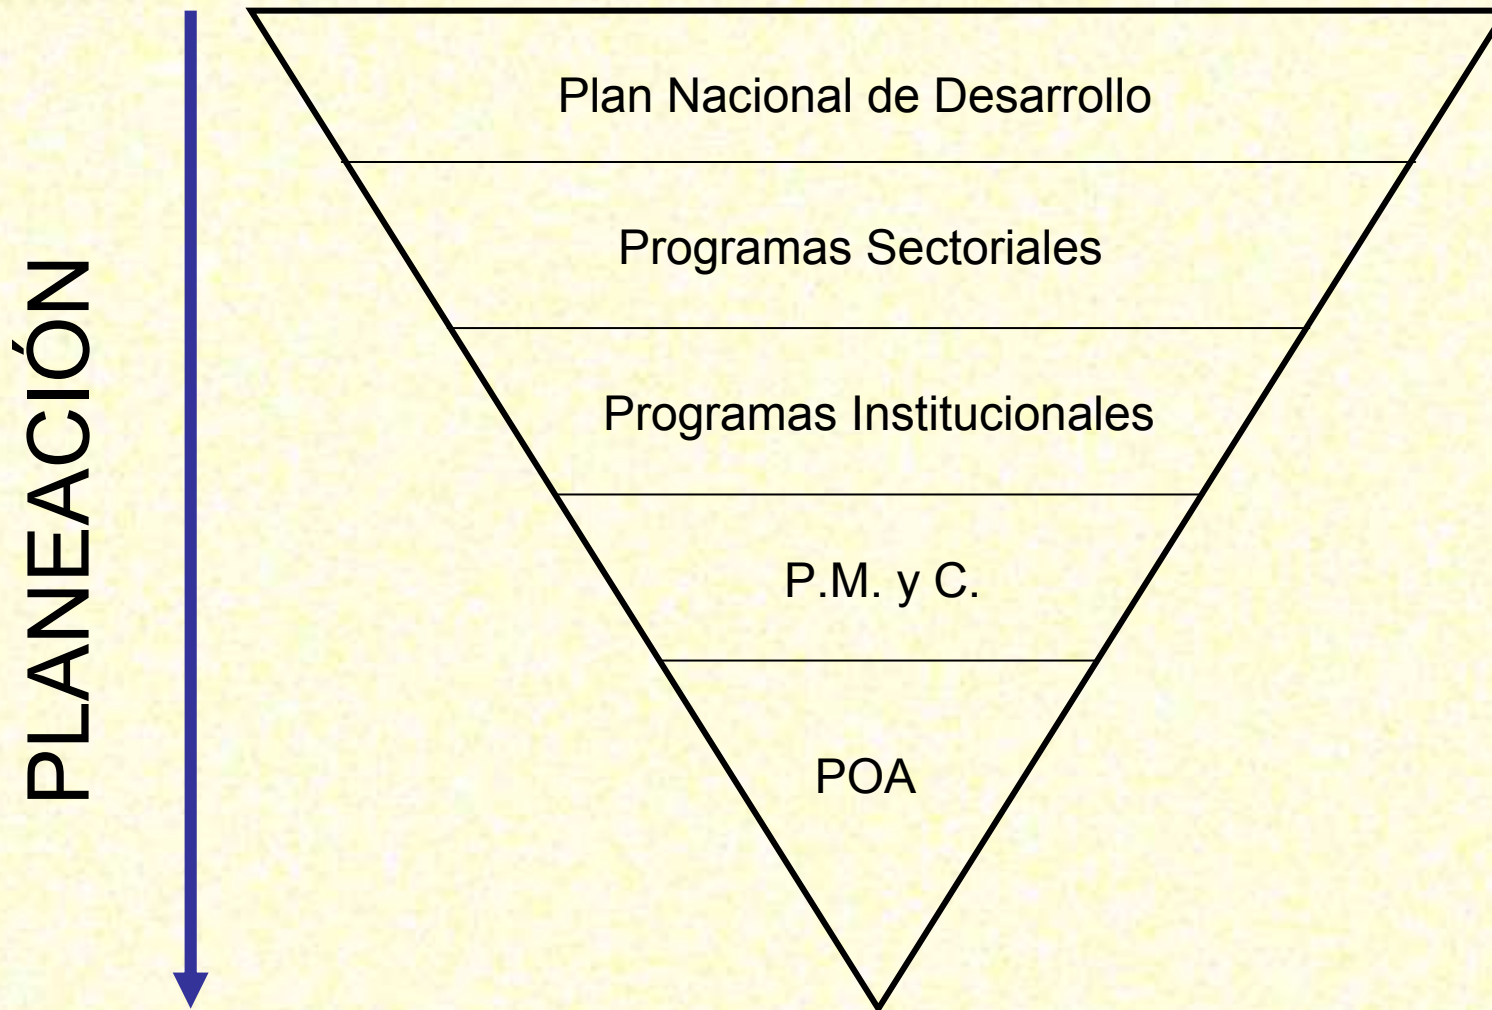 PLANEACIÓN
Plan Nacional de Desarrollo
Programas Sectoriales
Programas Institucionales
P.M. y C.
POA